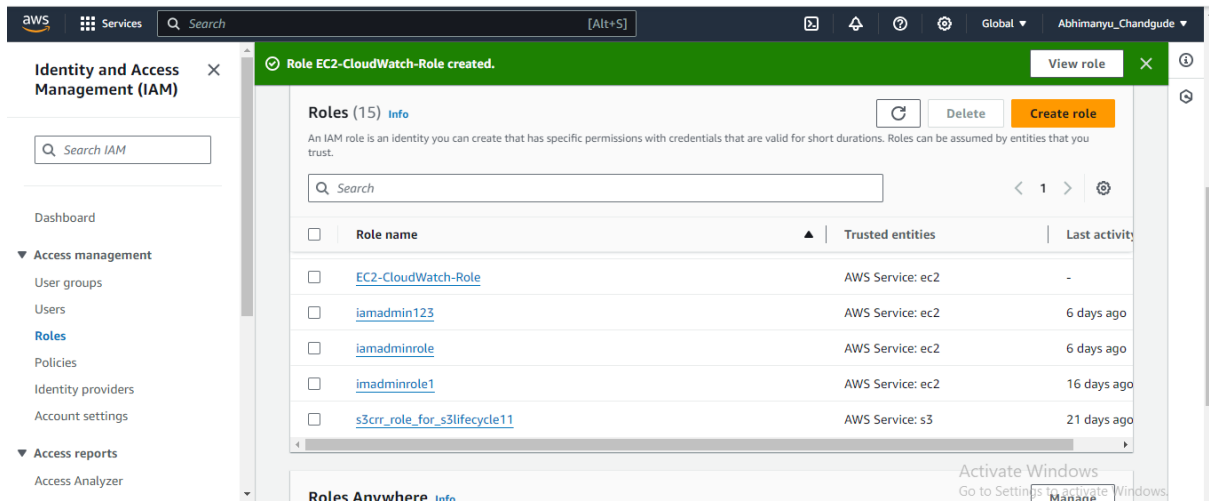 aws Services Search [Alt+S] Global Abhimanyu_Chandgude
Identity and Access
Management (IAM)
Search IAM
Dashboard
Access management
User groups
Users
Roles
Policies
Identity providers
Account settings
Access reports
Access Analyzer
Role EC2-CloudWatch-Role created. View role
Roles (15) Info Delete Create role
An IAM role is an identity you can create that has specific permissions with credentials that are valid for short durations. Roles can be assumed by entities that you
trust.
Search 1
Role name Trusted entities Last activity
EC2-CloudWatch-Role AWS Service: ec2 -
iamadmin123 AWS Service: ec2 6 days ago
iamadminrole AWS Service: ec2 6 days ago
imadminrole1 AWS Service: ec2 16 days ago
s3crr_role_for_s3lifecycle11 AWS Service: s3 21 days ago
Roles Anywhere Info Manage
Activate Windows
Go to Settings to activate Windows.